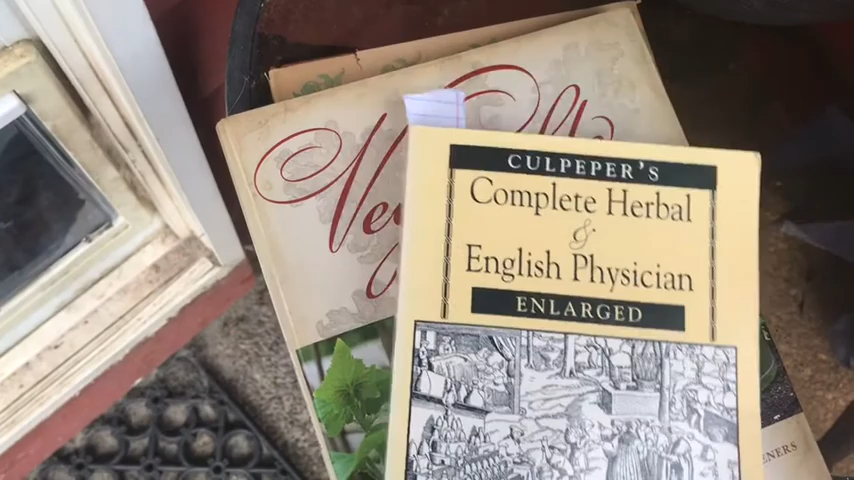 CULPEPER'S
Complete Herbal
&
English Physician
ENLARGED